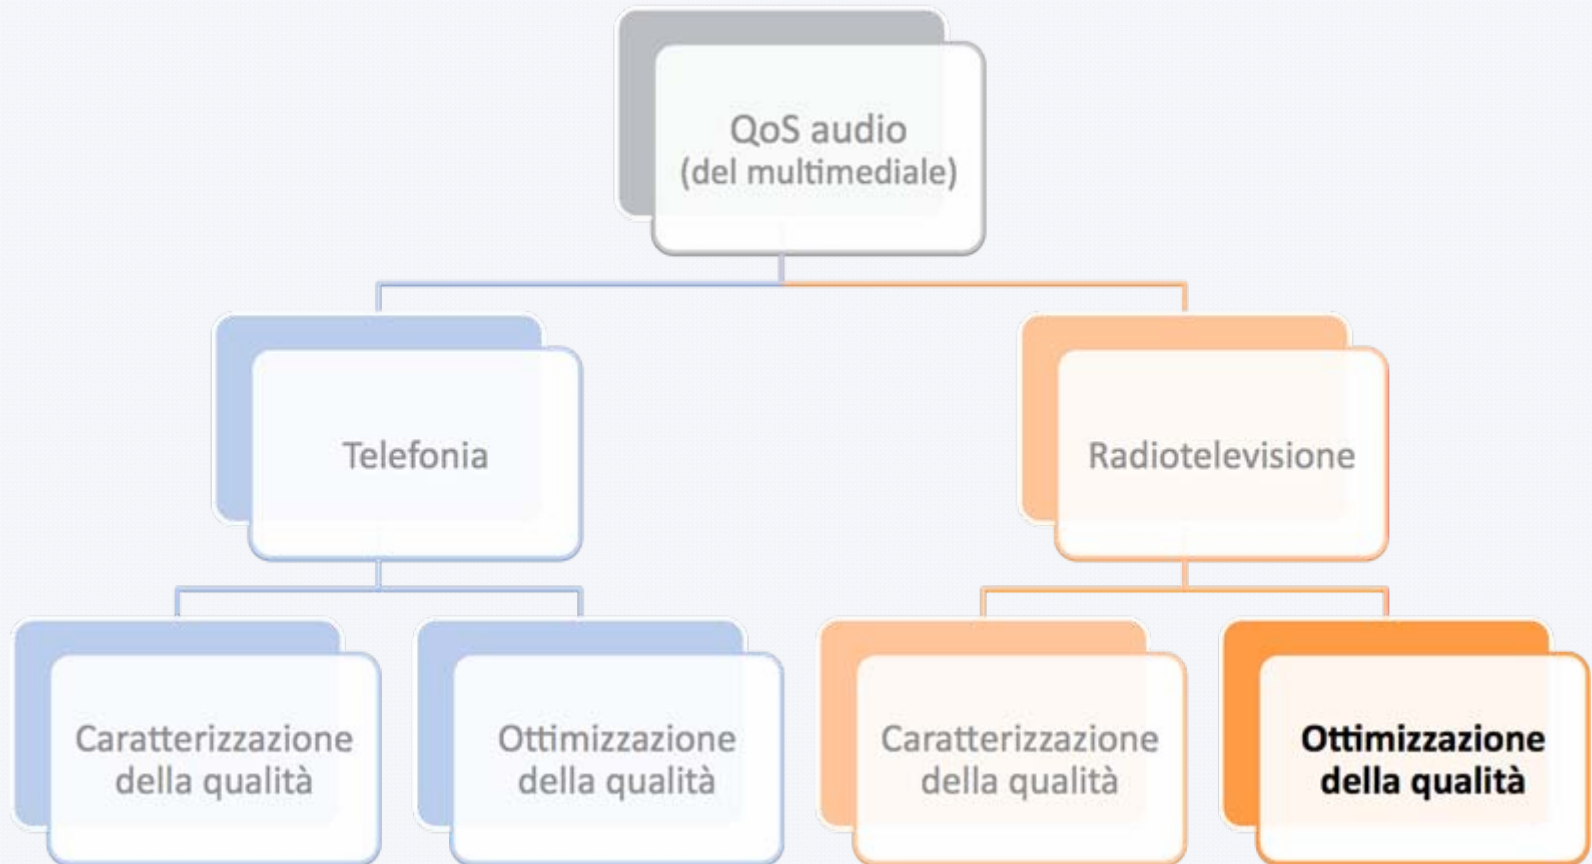 QoS audio
(del multimediale)
Telefonia
Radiotelevisione
Caratterizzazione
della qualità
Ottimizzazione
della qualità
Caratterizzazione
della qualità
Ottimizzazione
della qualità